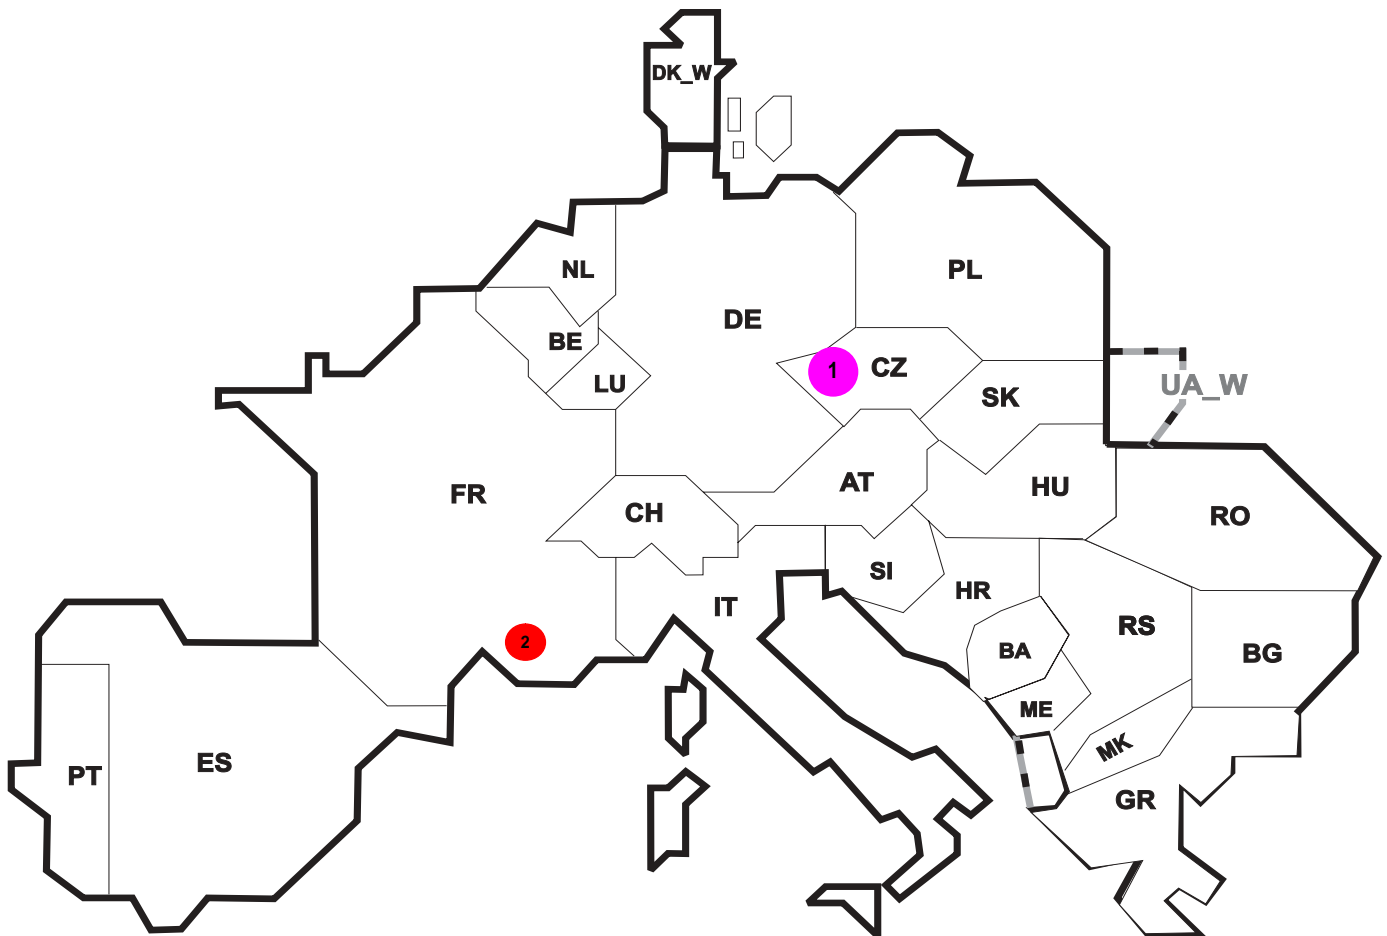 DK_W
NL
PL
DE
BE
1
CZ
LU
UA_W
SK
AT
HU
FR
CH
RO
SI
HR
IT
RS
2
BA
BG
ME
MK
ES
PT
GR